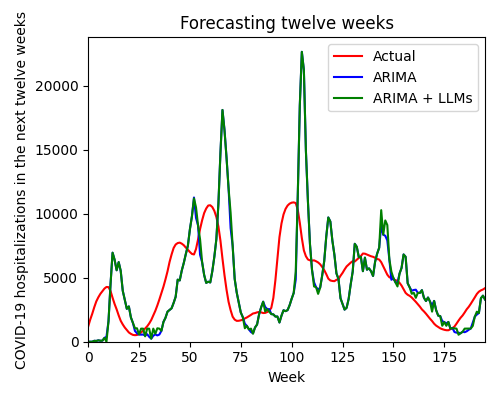 Forecasting twelve weeks
COVID-19 hospitalizations in the next twelve weeks
Actual
ARIMA
ARIMA + LLMs
20000
15000
10000
5000
0
0 25 50 75 100 125 150 175
Week